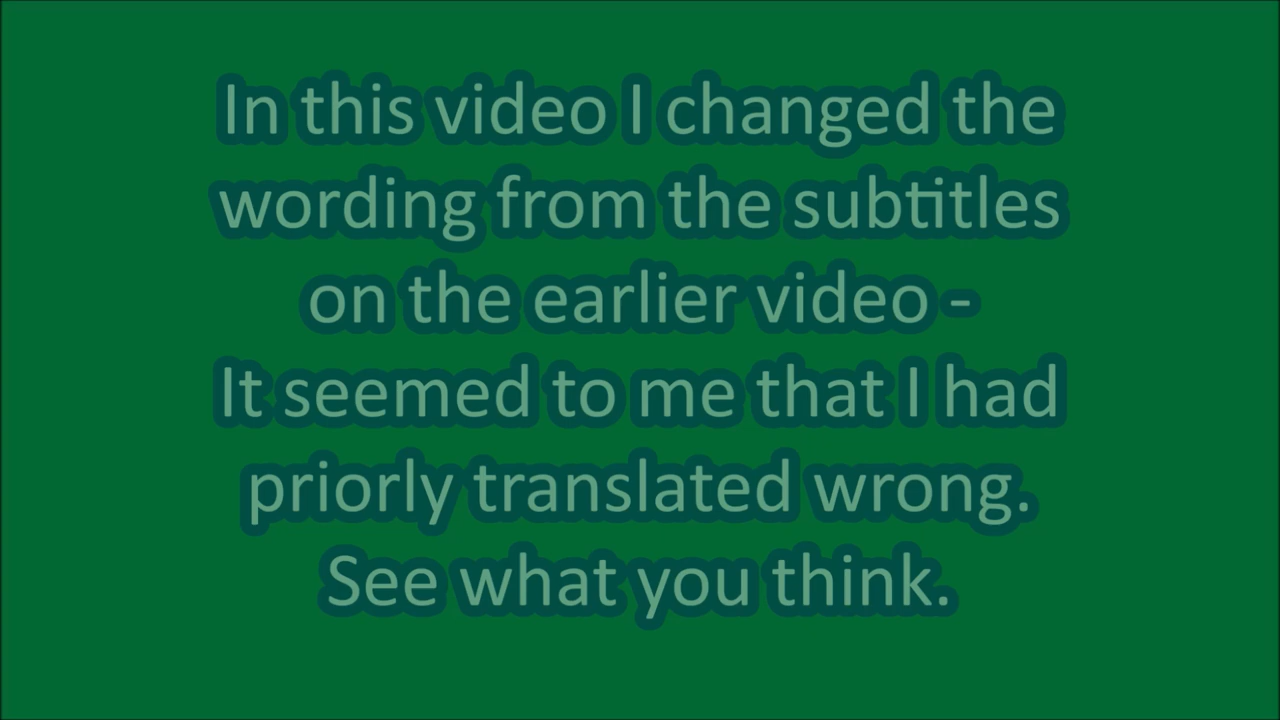 In this video I changed the
wording from the subtitles
on the earlier video -
It seemed to me that I had
priorly translated wrong.
See what you think.